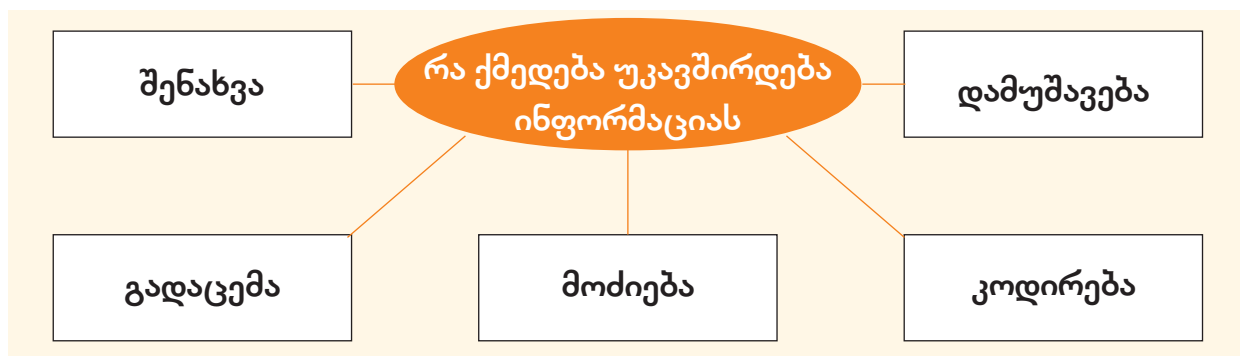 რა ქმედება უკავშირდება
ინფორმაციას
შენახვა
დამუშავება
გადაცემა
მოძიება
კოდირება